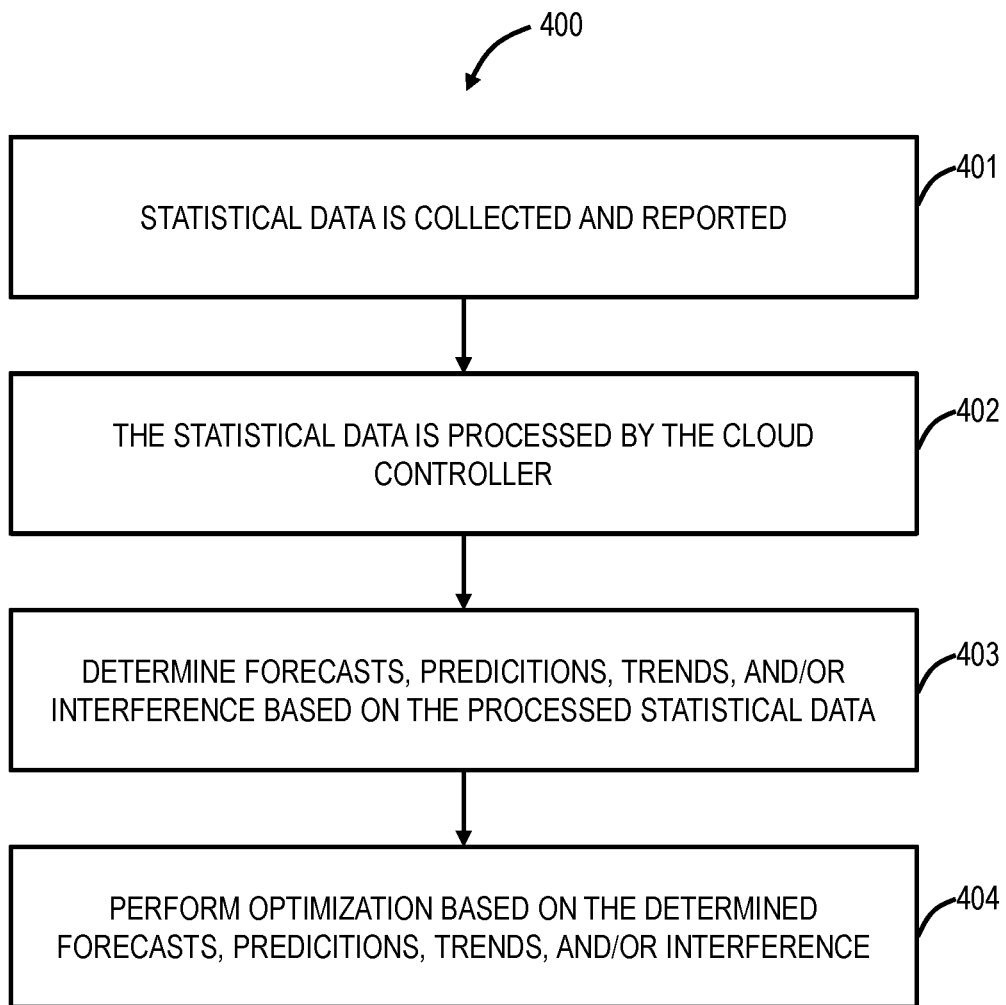 400
401
STATISTICAL DATA IS COLLECTED AND REPORTED
402
THE STATISTICAL DATA IS PROCESSED BY THE CLOUD
CONTROLLER
403
DETERMINE FORECASTS, PREDICITIONS, TRENDS, AND/OR
INTERFERENCE BASED ON THE PROCESSED STATISTICAL DATA
404
PERFORM OPTIMIZATION BASED ON THE DETERMINED
FORECASTS, PREDICITIONS, TRENDS, AND/OR INTERFERENCE